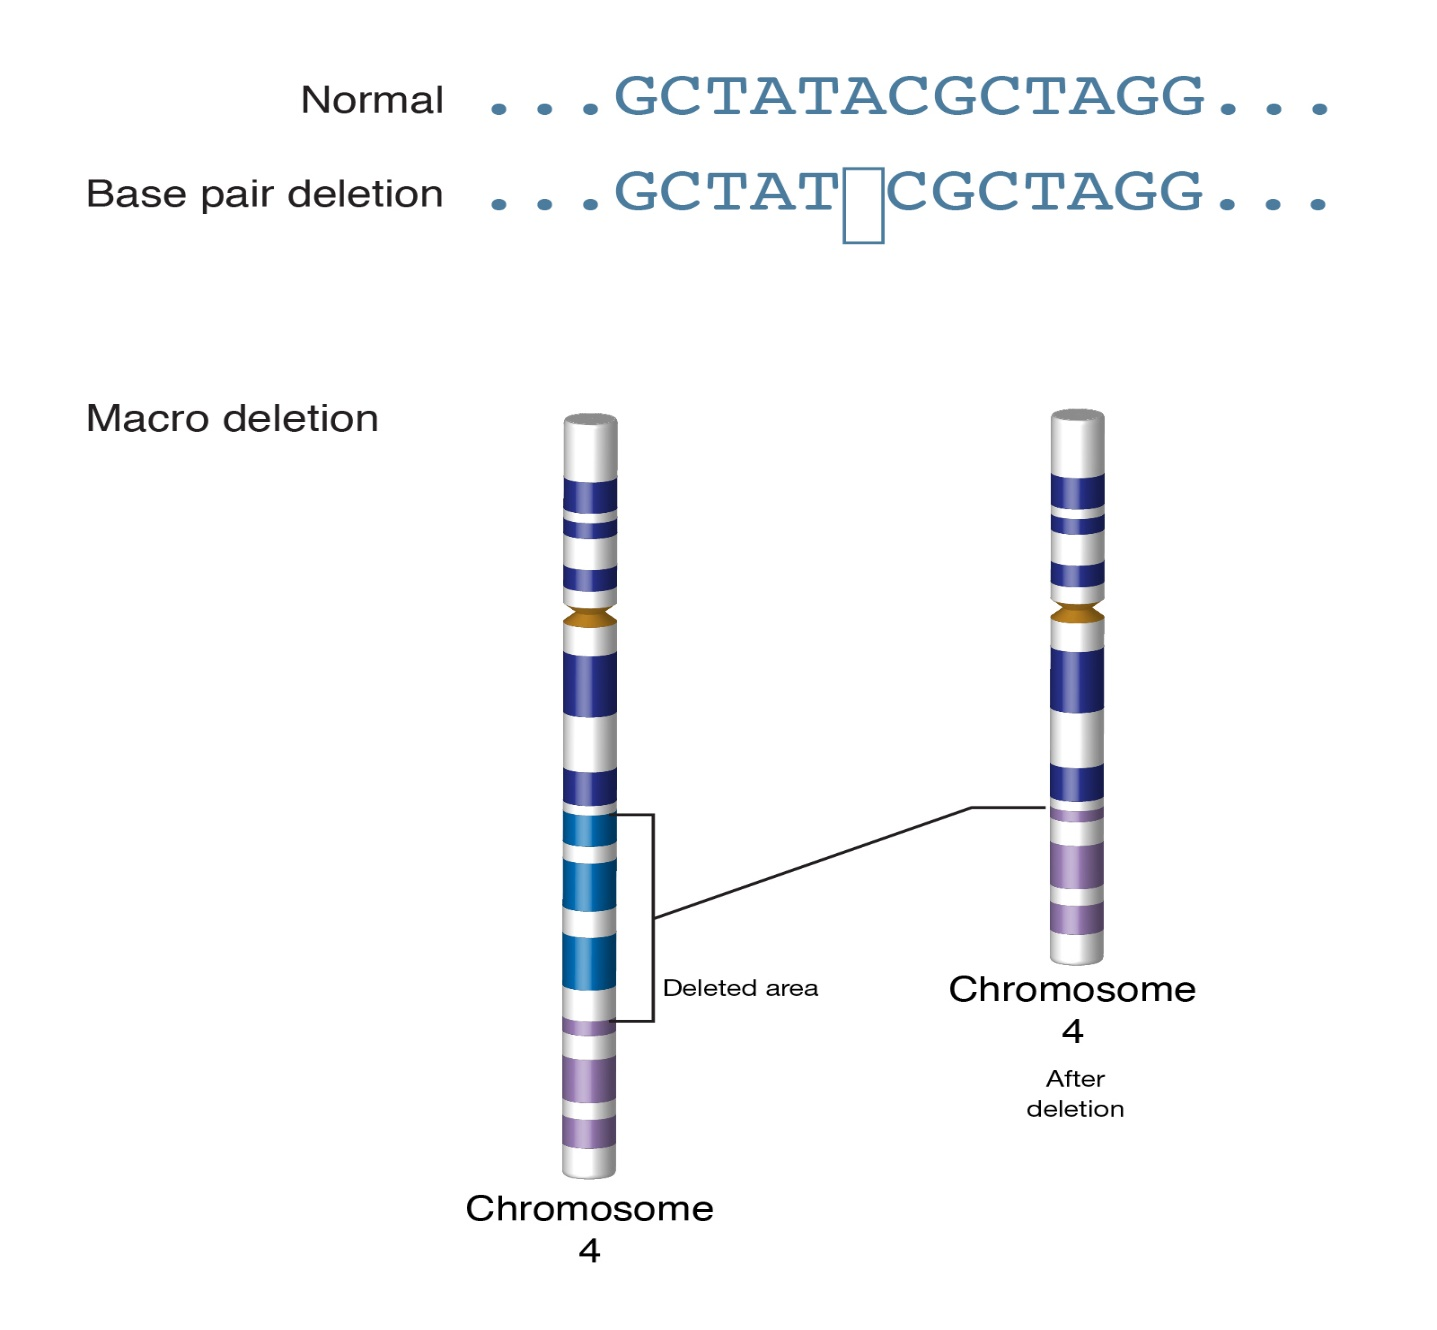 Normal ...GCTATACGCTAGG...
Base pair deletion ...GCTAT CGCTAGG...
Macro deletion
Deleted area
Chromosome
4
After
deletion
Chromosome
4